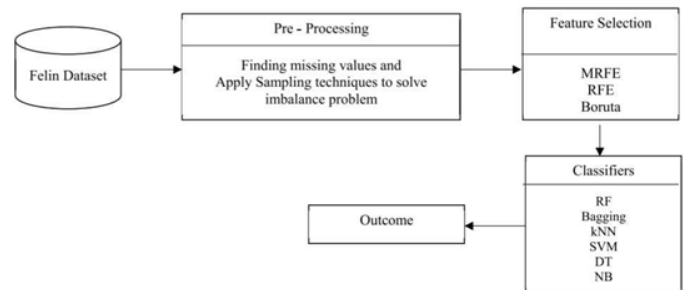 Felin Dataset
Pre - Processing
Finding missing values and
Apply Sampling techniques to solve
imbalance problem
Feature Selection
MRFE
RFE
Boruta
Classifiers
RF
Bagging
kNN
SVM
DT
NB
Outcome